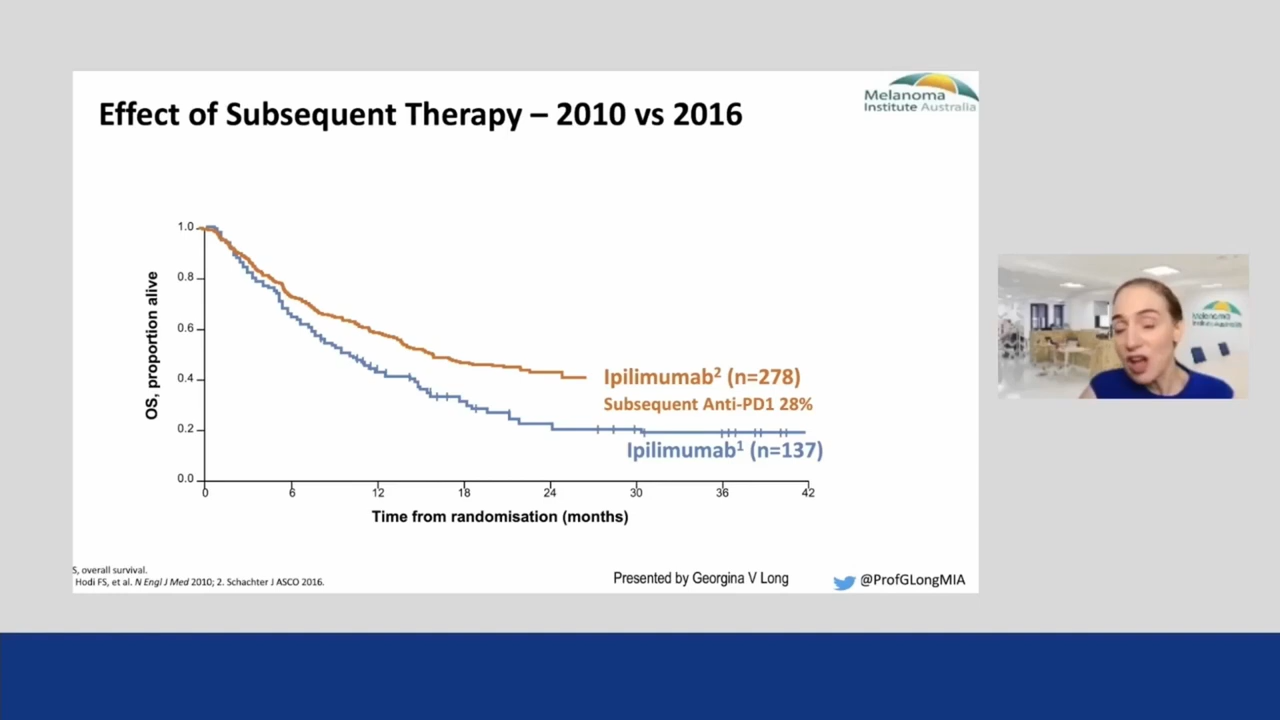 Melanoma
Institute Australia
Effect of Subsequent Therapy – 2010 vs 2016
OS, proportion alive
1.0
0.8
0.6
0.4
0.2
0.0
0
6
12
18
24
30
36
42
Time from randomisation (months)
Ipilimumab² (n=278)
Subsequent Anti-PD1 28%
Ipilimumab¹ (n=137)
Melanoma
Institute Australia
S, overall survival.
Hodi FS, et al. N Engl J Med 2010; 2. Schachter J ASCO 2016.
Presented by Georgina V Long
@ProfGLongMIA